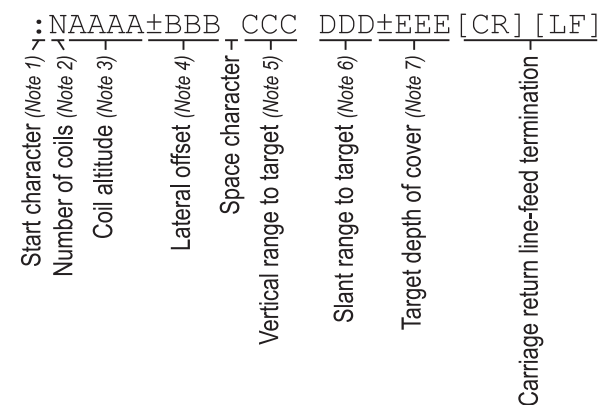 :NAAAA±BBB CCC DDD±EEE[CR][LF]
Start character (Note 1)
Number of coils (Note 2)
Coil altitude (Note 3)
Lateral offset (Note 4)
Space character
Vertical range to target (Note 5)
Slant range to target (Note 6)
Target depth of cover (Note 7)
Carriage return line-feed termination